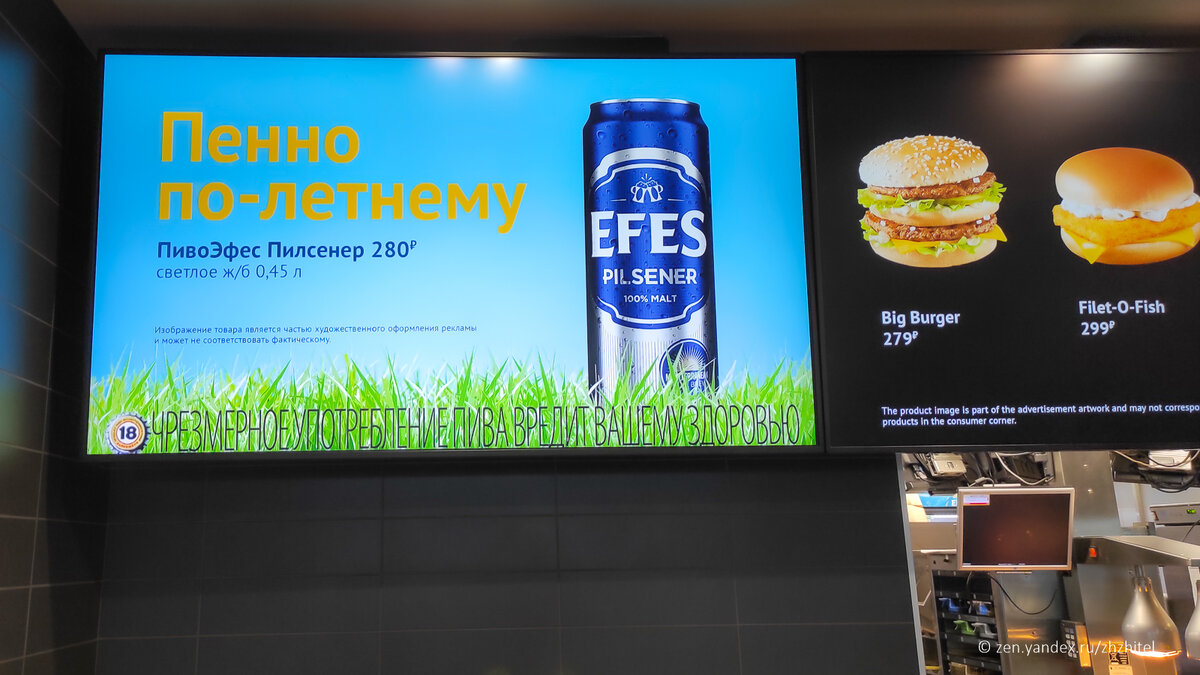 Пенно
по-летнему
ПивоЭфес Пилсенер 280₽
светлое ж/б 0,45 л
Изображение товара является частью художественного оформления рекламы
и может не соответствовать фактическому.
EFES
PILSENER
100% MALT
18
ЧРЕЗМЕРНОЕ УПОТРЕБЛЕНИЕ ПИВА ВРЕДИТ ВАШЕМУ ЗДОРОВЬЮ
Big Burger
279₽
Filet-O-Fish
299₽
The product image is part of the advertisement artwork and may not correspo
products in the consumer corner.
© zen.yandex.ru/zhzhitel